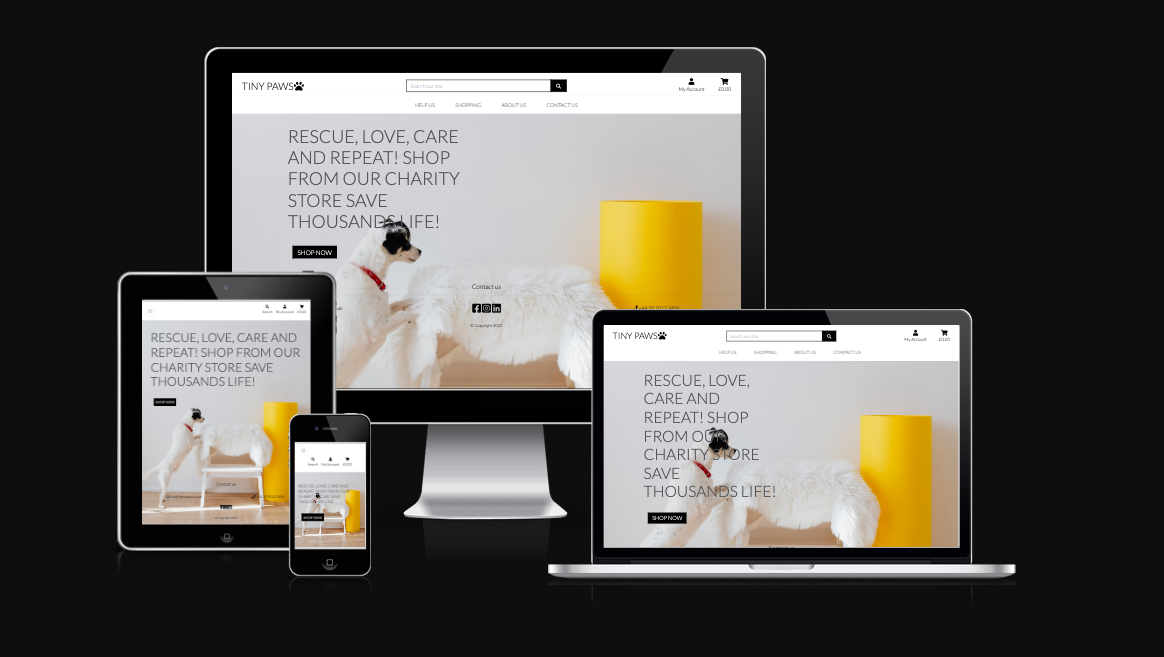 TINY PAWS
Search our site
My Account
£0.00
HELP US
SHOPPING
ABOUT US
CONTACT US
RESCUE, LOVE, CARE
AND REPEAT! SHOP
FROM OUR CHARITY
STORE SAVE
THOUSANDS LIFE!
SHOP NOW
Contact us
© Copyright 2022
Search
My Account
£0.00
RESCUE, LOVE, CARE AND
REPEAT! SHOP FROM OUR
CHARITY STORE SAVE
THOUSANDS LIFE!
SHOP NOW
Contact us
Search
My Account
£0.00
RESCUE, LOVE, CARE AND
REPEAT! SHOP FROM OUR
CHARITY STORE SAVE
THOUSANDS LIFE!
SHOP NOW
TINY PAWS
Search our site
My Account
£0.00
HELP US
SHOPPING
ABOUT US
CONTACT US
RESCUE, LOVE,
CARE AND
REPEAT! SHOP
FROM OUR
CHARITY STORE
SAVE
THOUSANDS LIFE!
SHOP NOW